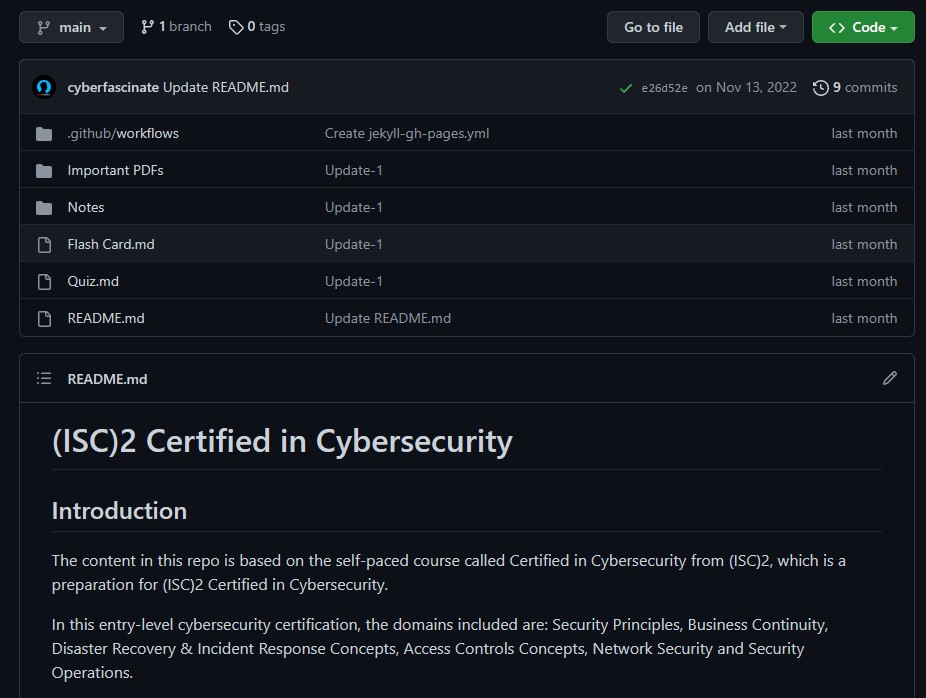 main
1 branch
0 tags
Go to file
Add file
<> Code
cyberfascinate Update README.md
e26d52e on Nov 13, 2022
9 commits
.github/workflows Create jekyll-gh-pages.yml last month
Important PDFs Update-1 last month
Notes Update-1 last month
Flash Card.md Update-1 last month
Quiz.md Update-1 last month
README.md Update README.md last month
README.md
(ISC)2 Certified in Cybersecurity
Introduction
The content in this repo is based on the self-paced course called Certified in Cybersecurity from (ISC)2, which is a
preparation for (ISC)2 Certified in Cybersecurity.
In this entry-level cybersecurity certification, the domains included are: Security Principles, Business Continuity,
Disaster Recovery & Incident Response Concepts, Access Controls Concepts, Network Security and Security
Operations.